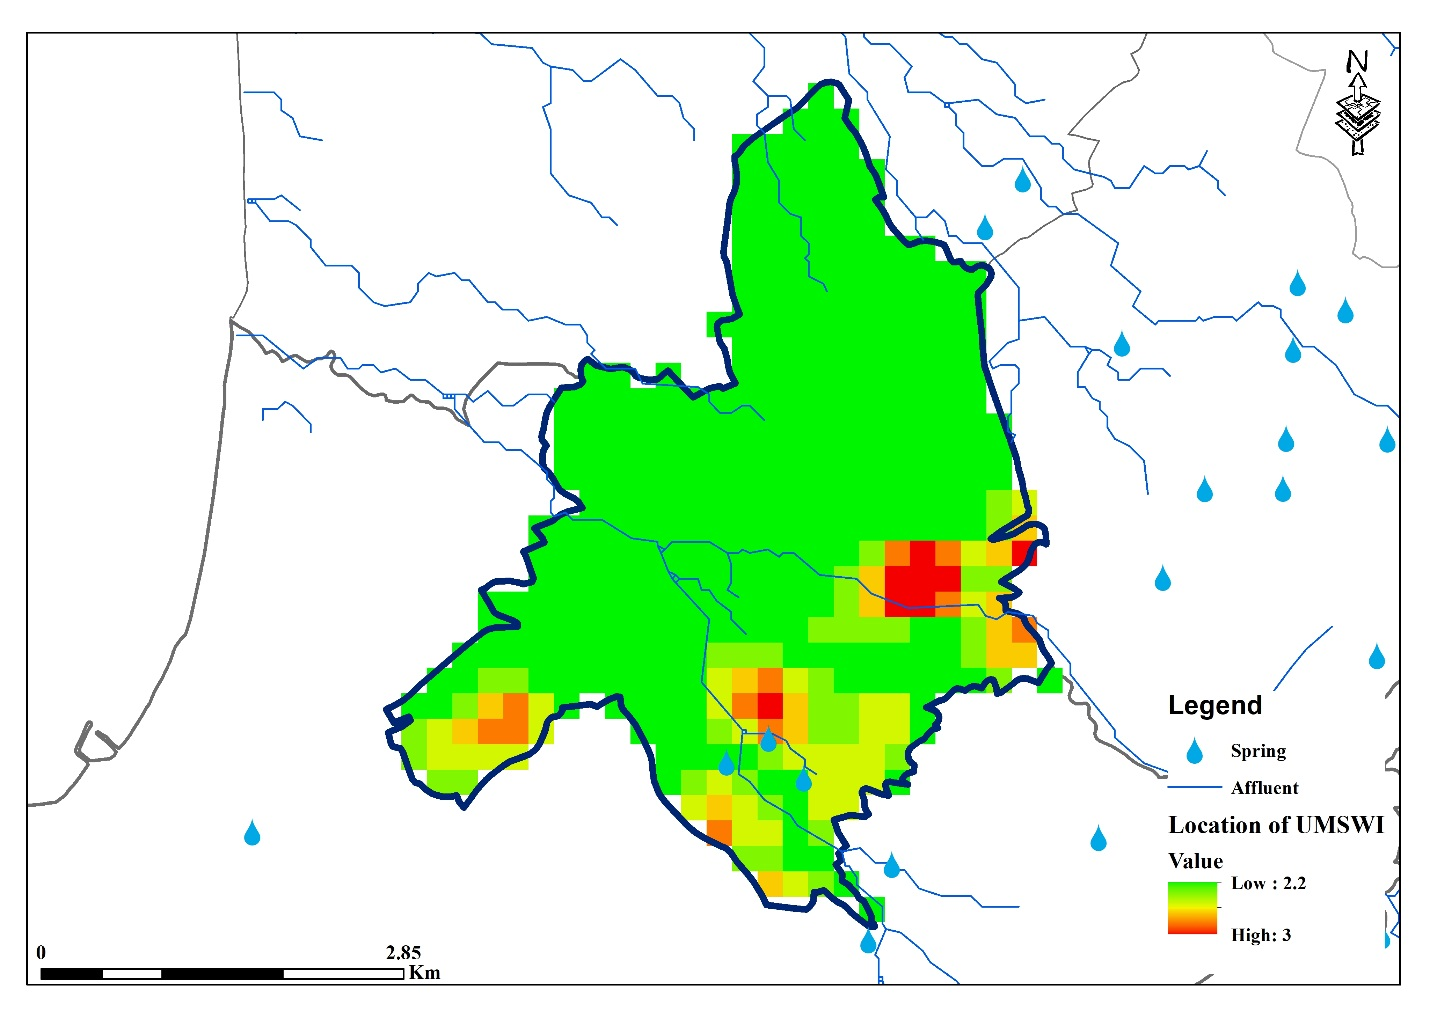 N
Legend
Spring
Affluent
Location of UMSWI
Value
Low : 2.2
High: 3
0 2.85
Km